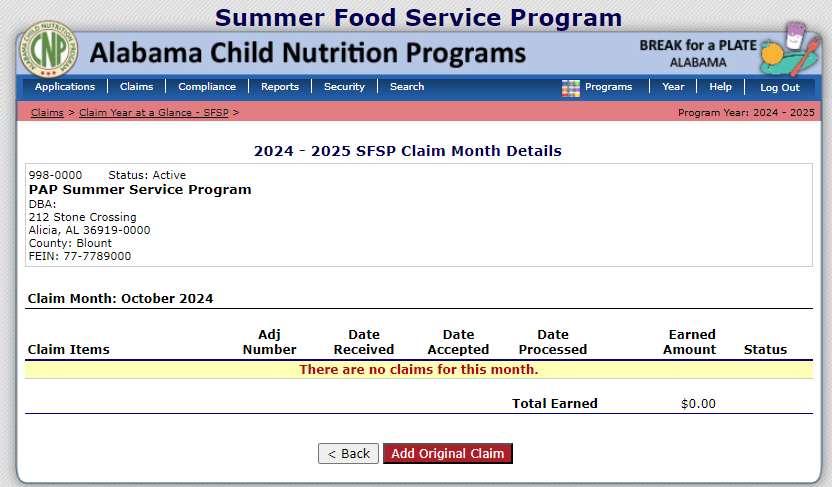 Summer Food Service Program
ALABAMA CHILD NUTRITION PROGRAM
CNP
Alabama Child Nutrition Programs
BREAK for a PLATE
ALABAMA
Applications | Claims | Compliance | Reports | Security | Search Programs | Year | Help | Log Out
Claims > Claim Year at a Glance - SFSP > Program Year: 2024 - 2025
2024 - 2025 SFSP Claim Month Details
998-0000 Status: Active
PAP Summer Service Program
DBA:
212 Stone Crossing
Alicia, AL 36919-0000
County: Blount
FEIN: 77-7789000
Claim Month: October 2024
Claim Items Adj Number Date Received Date Accepted Date Processed Earned Amount Status
There are no claims for this month.
Total Earned $0.00
< Back Add Original Claim